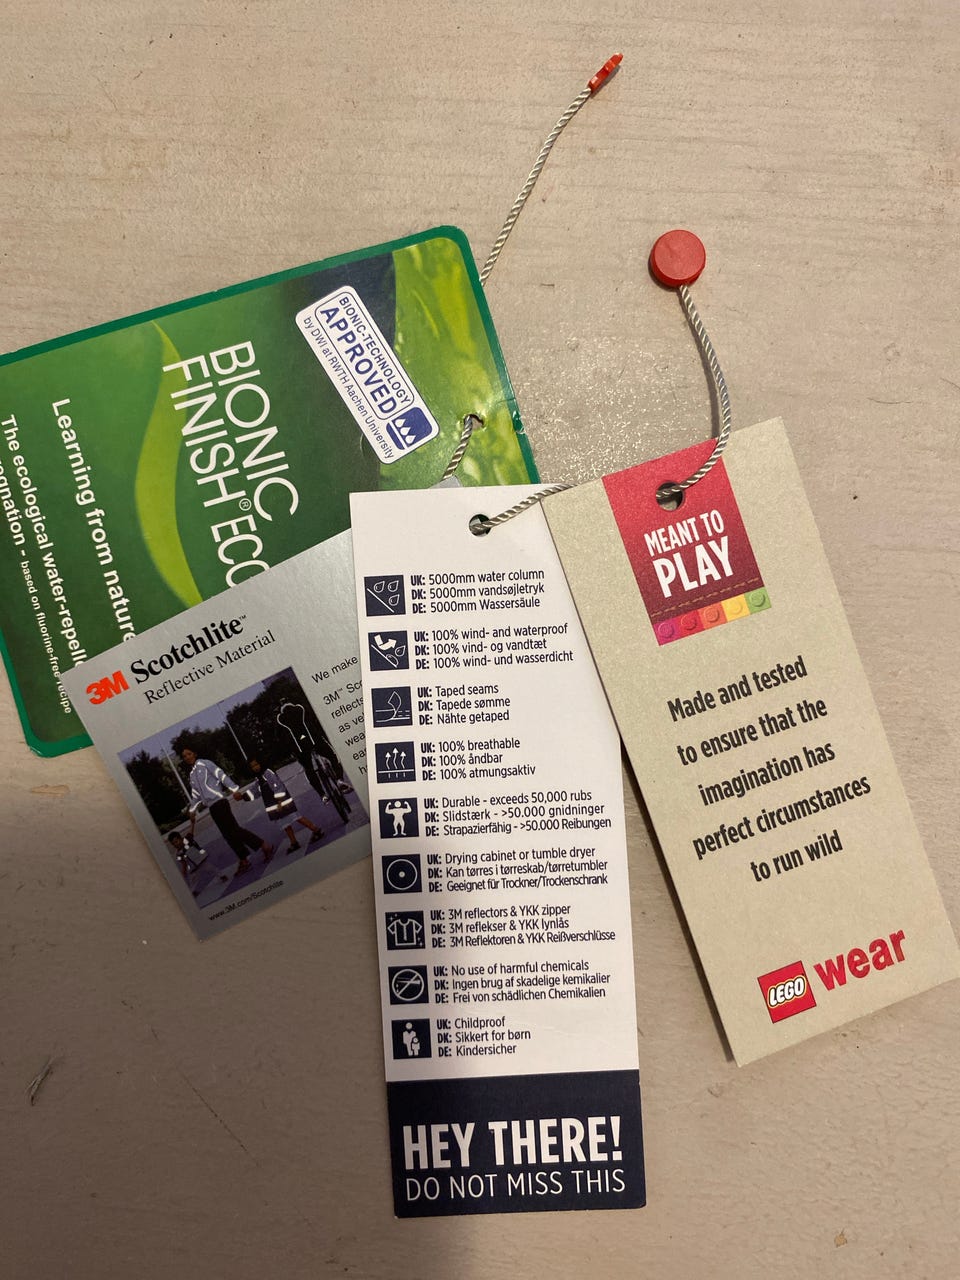 BIONIC-TECHNOLOGY
APPROVED
by DWI at RWTH Aachen University
BIONIC
FINISH® ECO
Learning from nature
The ecological water-repelle
- based on fluorine-free recipe
3M Scotchlite™
Reflective Material
We make
3M™ Sco
reflects
as ve
wea
ea
www.3M.com/Scotchlite
UK: 5000mm water column
DK: 5000mm vandsøjletryk
DE: 5000mm Wassersäule
UK: 100% wind- and waterproof
DK: 100% vind- og vandtæt
DE: 100% wind- und wasserdicht
UK: Taped seams
DK: Tapede sømme
DE: Nähte getaped
UK: 100% breathable
DK: 100% åndbar
DE: 100% atmungsaktiv
UK: Durable - exceeds 50,000 rubs
DK: Slidstærk - >50.000 gnidninger
DE: Strapazierfähig - >50.000 Reibungen
UK: Drying cabinet or tumble dryer
DK: Kan tørres i tørreskab/tørretumbler
DE: Geeignet für Trockner/Trockenschrank
UK: 3M reflectors & YKK zipper
DK: 3M reflekser & YKK lynlås
DE: 3M Reflektoren & YKK Reißverschlüsse
UK: No use of harmful chemicals
DK: Ingen brug af skadelige kemikalier
DE: Frei von schädlichen Chemikalien
UK: Childproof
DK: Sikkert for børn
DE: Kindersicher
HEY THERE!
DO NOT MISS THIS
MEANT TO
PLAY
Made and tested
to ensure that the
imagination has
perfect circumstances
to run wild
LEGO wear